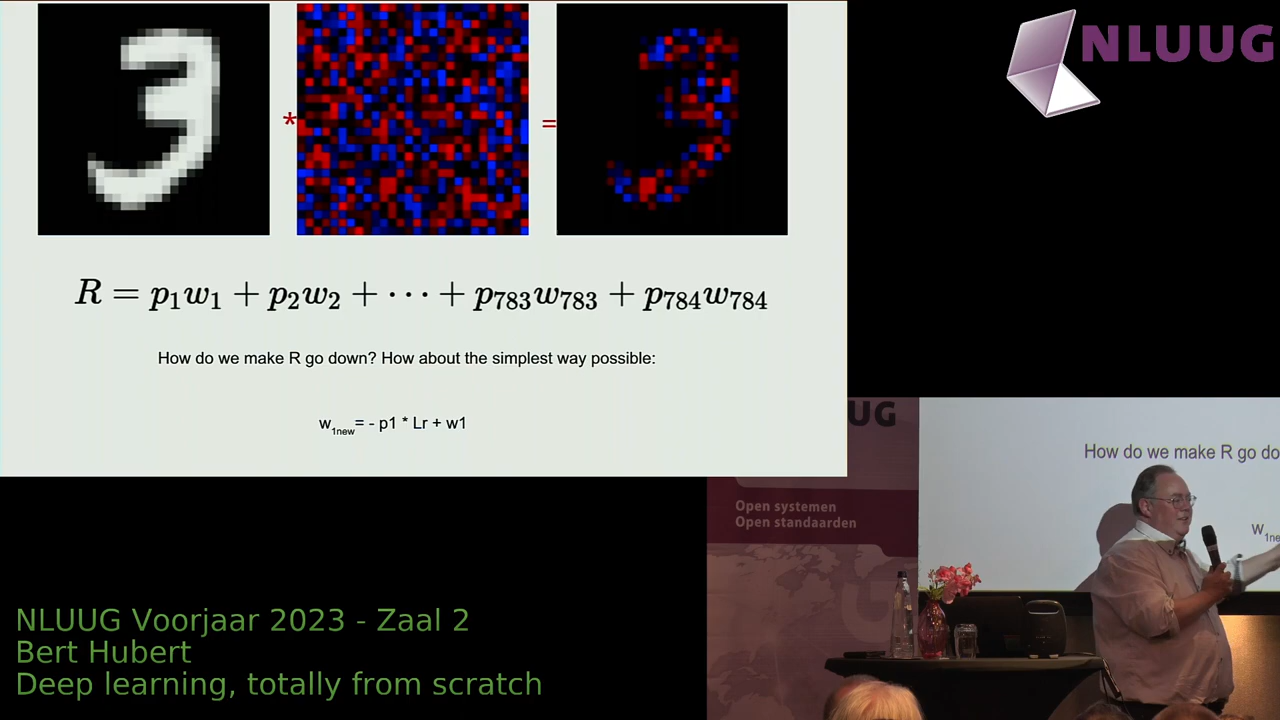 NLUUG
* =
R = p₁w₁ + p₂w₂ + ⋯ + p₇₈₃w₇₈₃ + p₇₈₄w₇₈₄
How do we make R go down? How about the simplest way possible:
w₁new= - p1 * Lr + w1
UG
How do we make R go do
w₁ne
Open systemen
Open standaarden
NLUUG Voorjaar 2023 - Zaal 2
Bert Hubert
Deep learning, totally from scratch